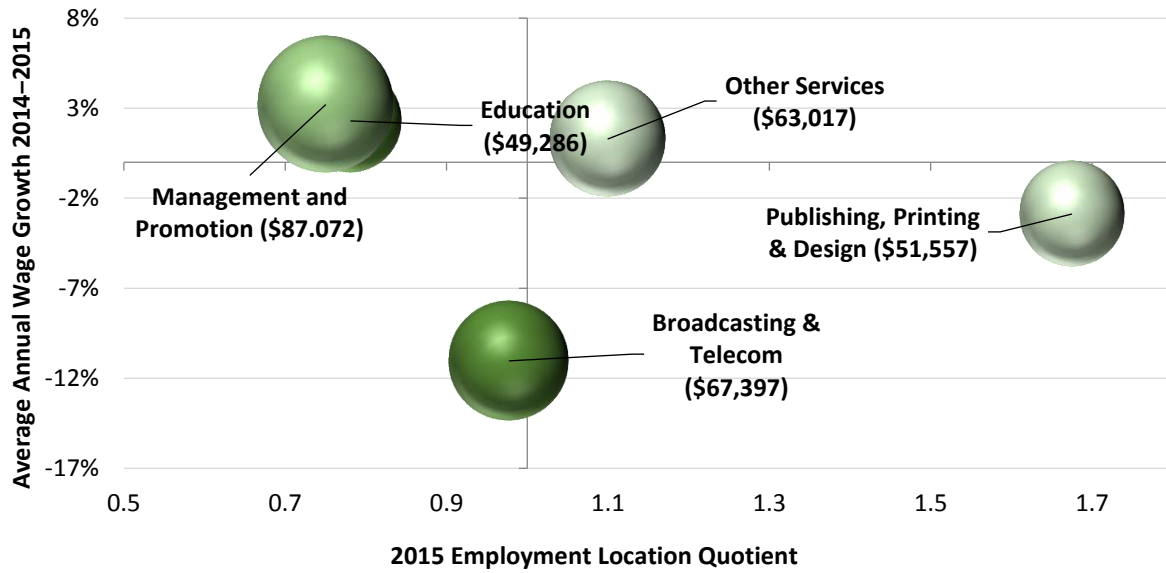 Average Annual Wage Growth 2014–2015
8%
3%
-2%
-7%
-12%
-17%
Education
($49,286)
Other Services
($63,017)
Management and
Promotion ($87.072)
Publishing, Printing
& Design ($51,557)
Broadcasting &
Telecom
($67,397)
0.5 0.7 0.9 1.1 1.3 1.5 1.7
2015 Employment Location Quotient